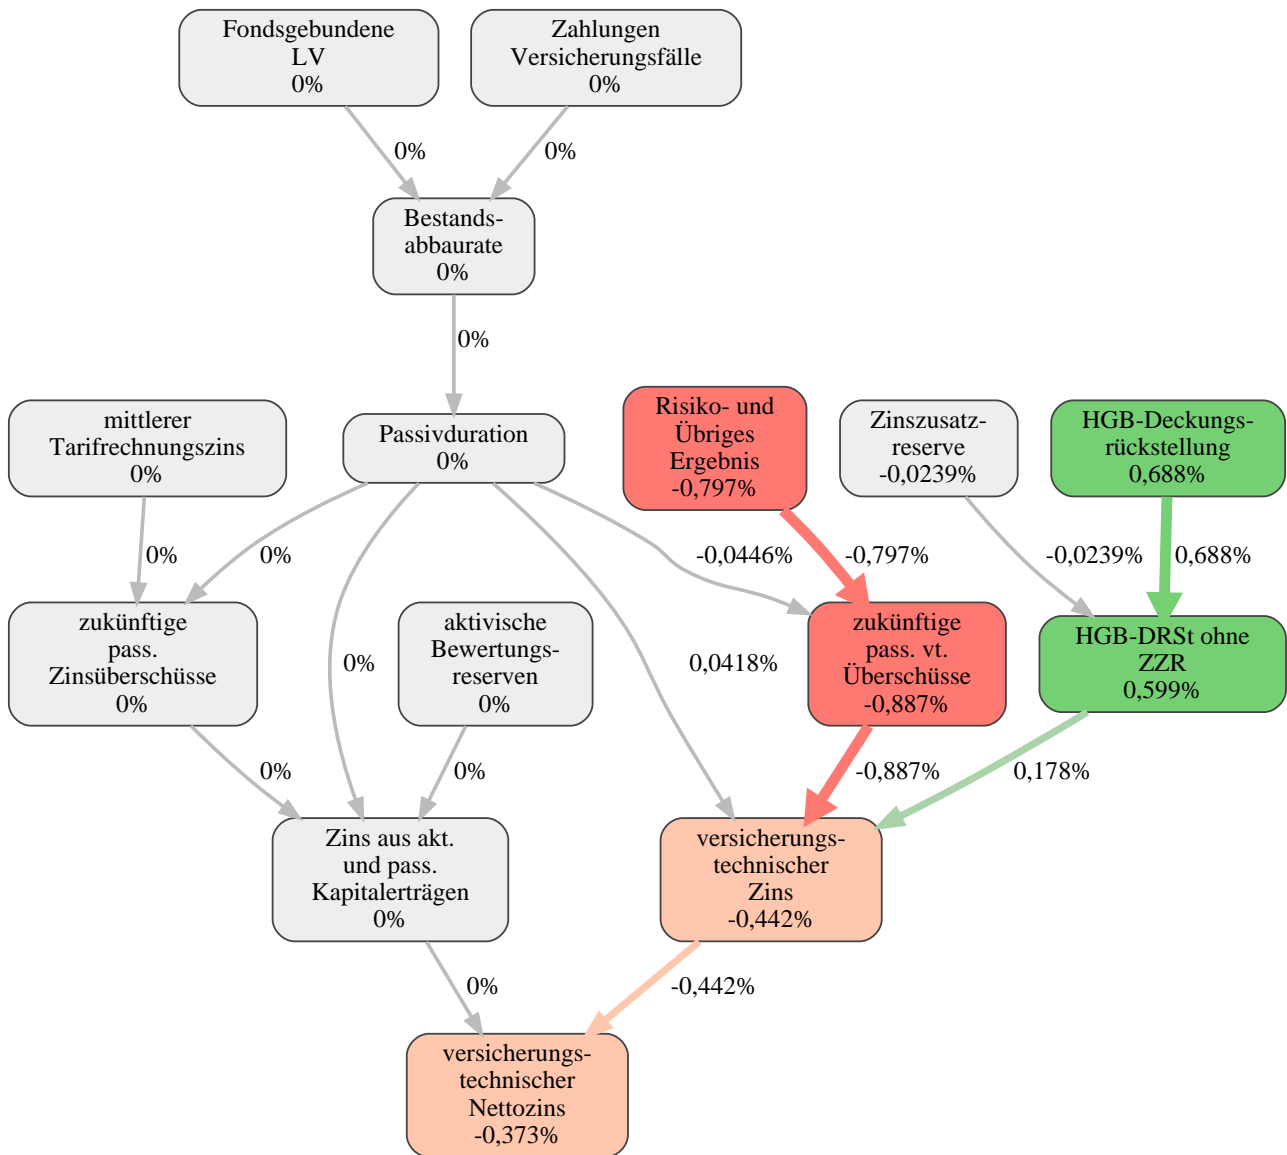 Fondsgebundene
LV
0%
Zahlungen
Versicherungsfälle
0%
0%
0%
Bestands-
abbaurate
0%
0%
mittlerer
Tarifrechnungszins
0%
Passivduration
0%
Risiko- und
Übriges
Ergebnis
-0,797%
Zinszusatz-
reserve
-0,0239%
HGB-Deckungs-
rückstellung
0,688%
0%
0%
-0,0446%
-0,797%
-0,0239%
0,688%
zukünftige
pass.
Zinsüberschüsse
0%
0%
aktivische
Bewertungs-
reserven
0%
0,0418%
zukünftige
pass. vt.
Überschüsse
-0,887%
HGB-DRSt ohne
ZZR
0,599%
0%
0%
-0,887%
0,178%
Zins aus akt.
und pass.
Kapitalerträgen
0%
versicherungs-
technischer
Zins
-0,442%
0%
-0,442%
versicherungs-
technischer
Nettozins
-0,373%